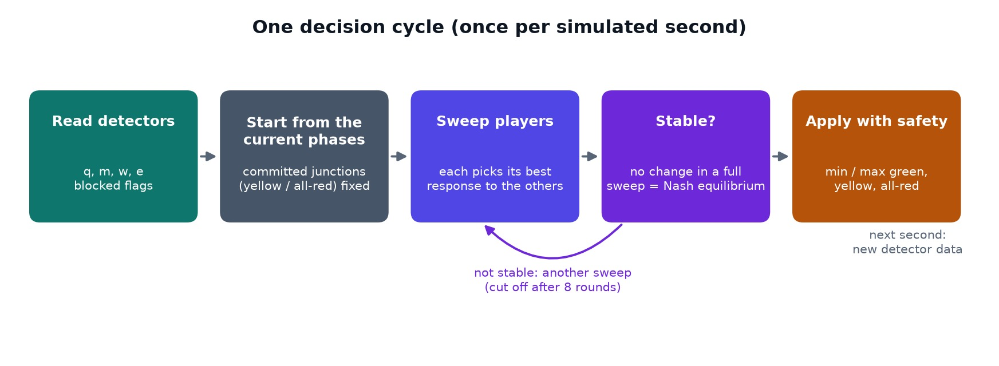 One decision cycle (once per simulated second)
Read detectors
q, m, w, e
blocked flags
Start from the
current phases
committed junctions
(yellow / all-red) fixed
Sweep players
each picks its best
response to the others
Stable?
no change in a full
sweep = Nash equilibrium
Apply with safety
min / max green,
yellow, all-red
next second:
new detector data
not stable: another sweep
(cut off after 8 rounds)